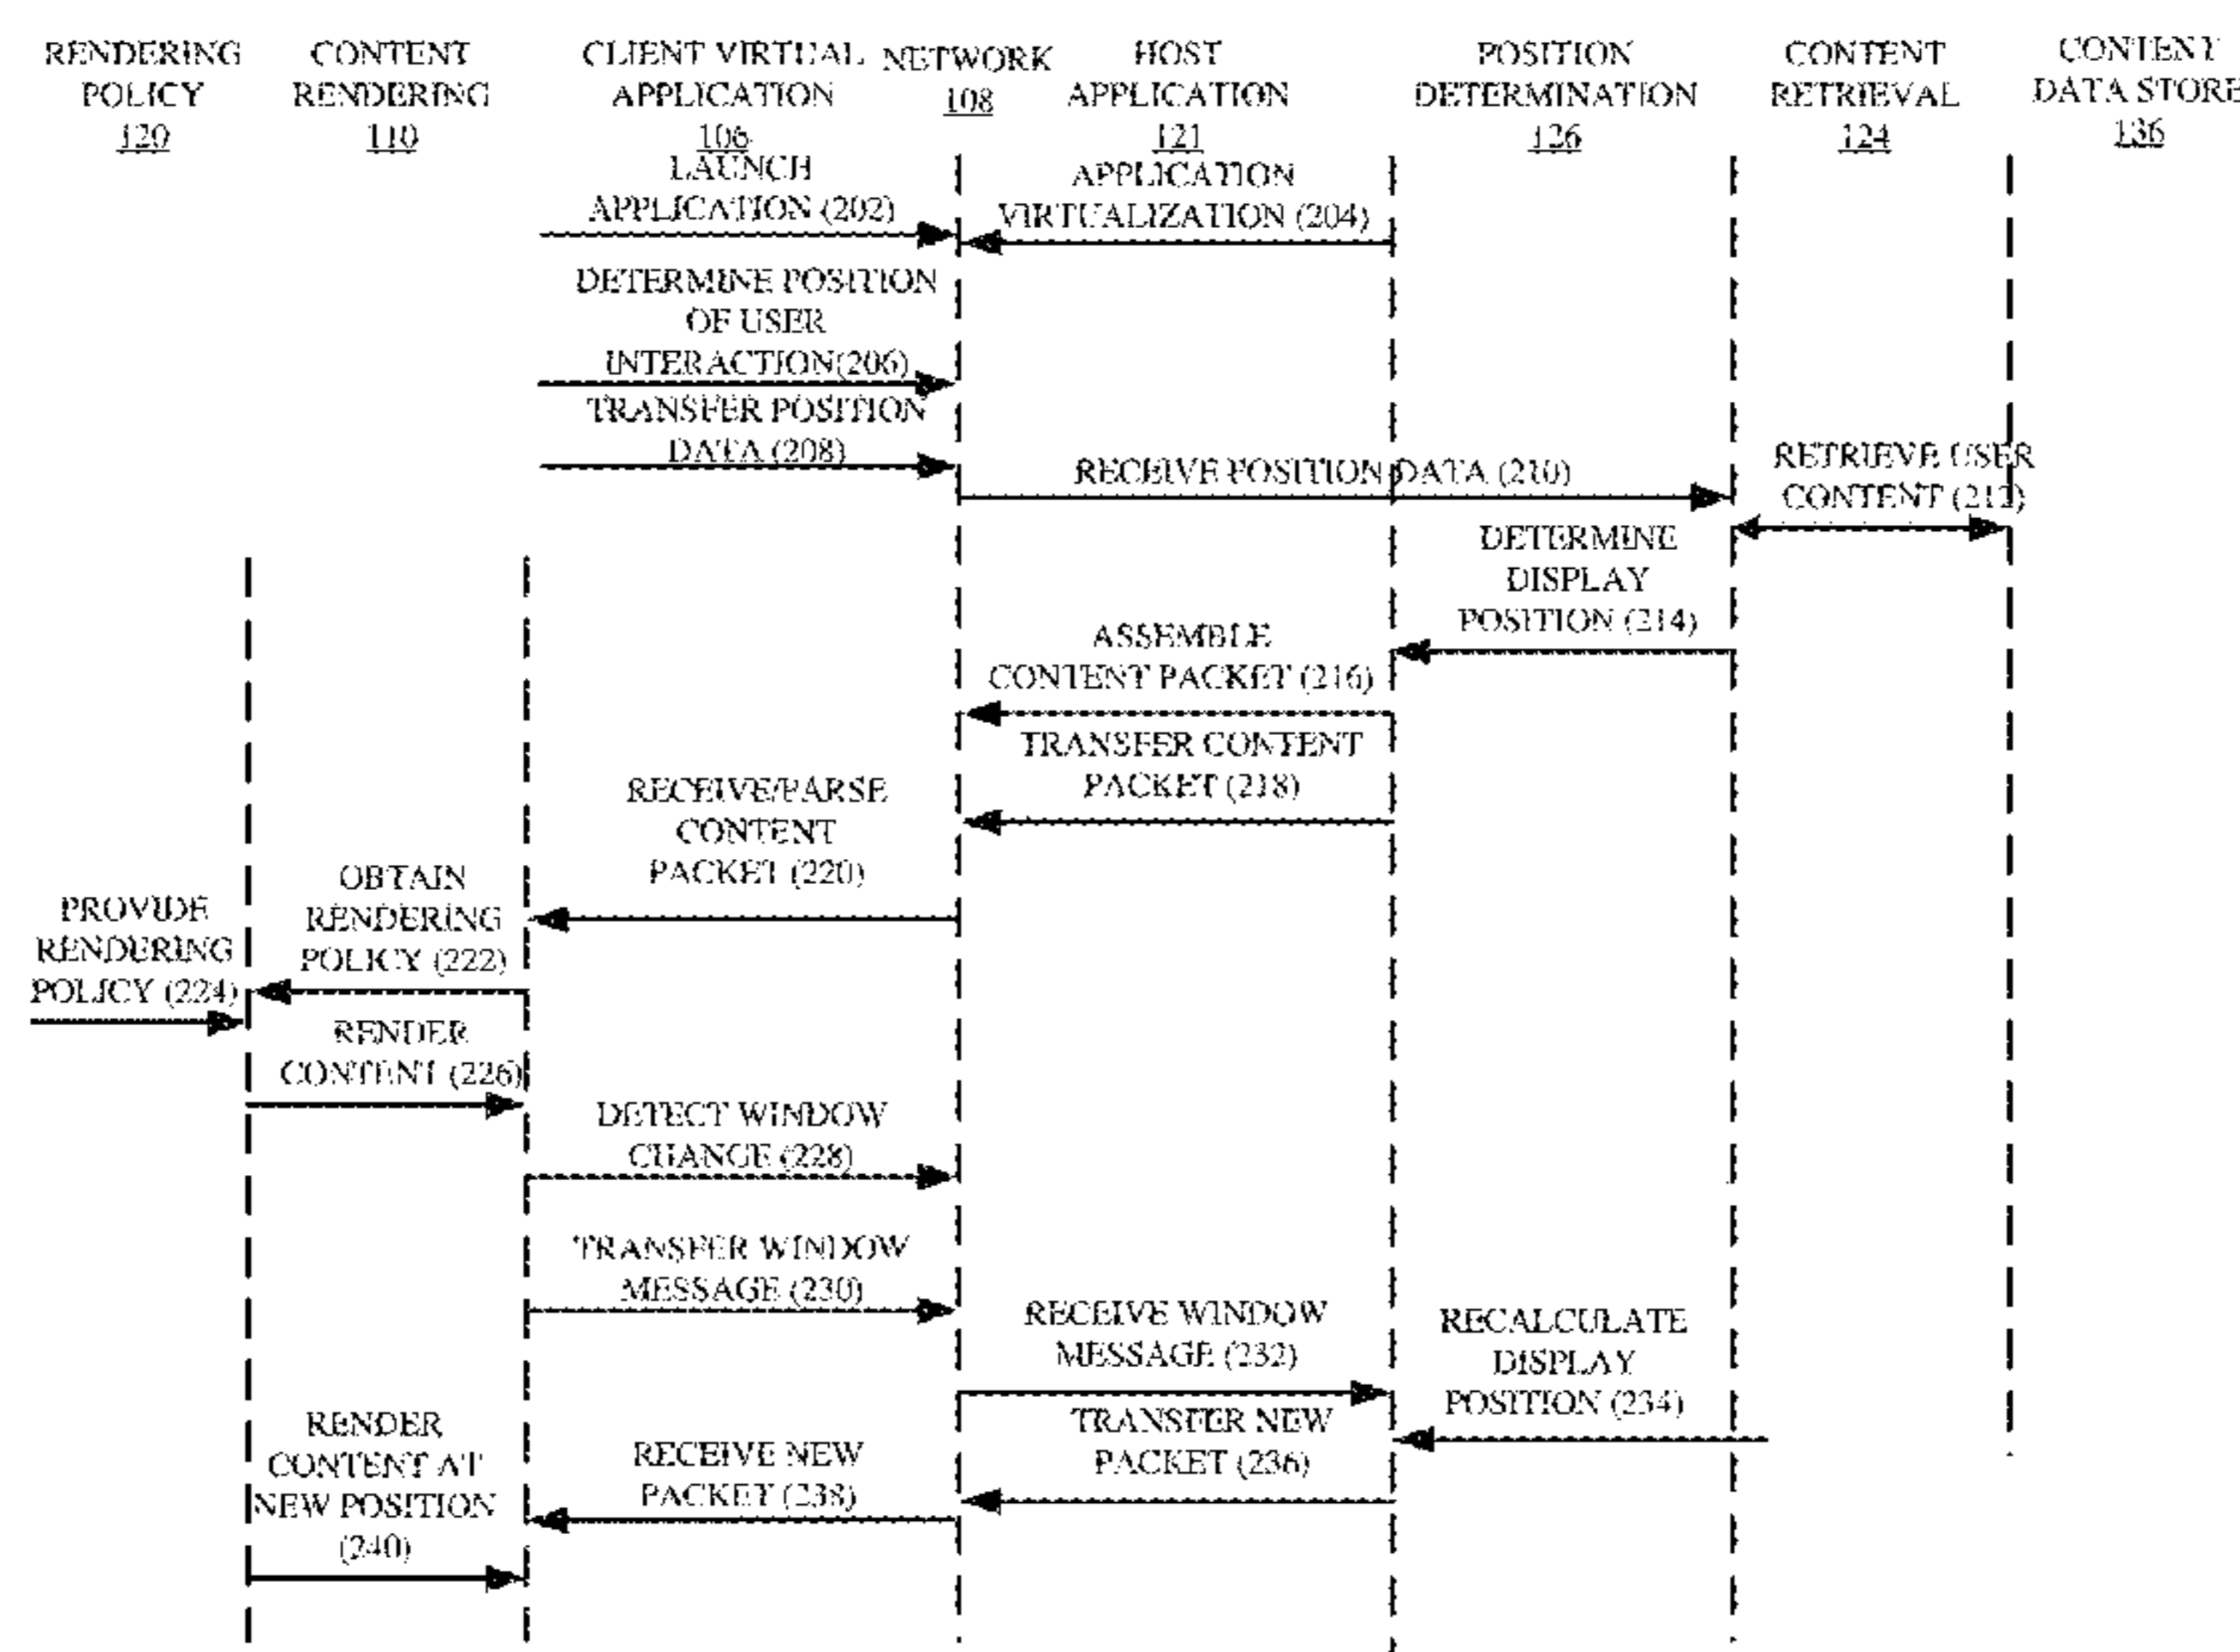 RENDERING
POLICY
120
CONTENT
RENDERING
110
CLIENT VIRTUAL
APPLICATION
106
NETWORK
108
HOST
APPLICATION
121
POSITION
DETERMINATION
126
CONTENT
RETRIEVAL
124
CONTENT
DATA STORE
136
LAUNCH
APPLICATION (202)
APPLICATION
VIRTUALIZATION (204)
DETERMINE POSITION
OF USER
INTERACTION(206)
TRANSFER POSITION
DATA (208)
RECEIVE POSITION DATA (210)
RETRIEVE USER
CONTENT (212)
DETERMINE
DISPLAY
POSITION (214)
ASSEMBLE
CONTENT PACKET (216)
TRANSFER CONTENT
PACKET (218)
RECEIVE/PARSE
CONTENT
PACKET (220)
OBTAIN
RENDERING
POLICY (222)
PROVIDE
RENDERING
POLICY (224)
RENDER
CONTENT (226)
DETECT WINDOW
CHANGE (228)
TRANSFER WINDOW
MESSAGE (230)
RECEIVE WINDOW
MESSAGE (232)
RECALCULATE
DISPLAY
POSITION (234)
TRANSFER NEW
PACKET (236)
RECEIVE NEW
PACKET (238)
RENDER
CONTENT AT
NEW POSITION
(240)